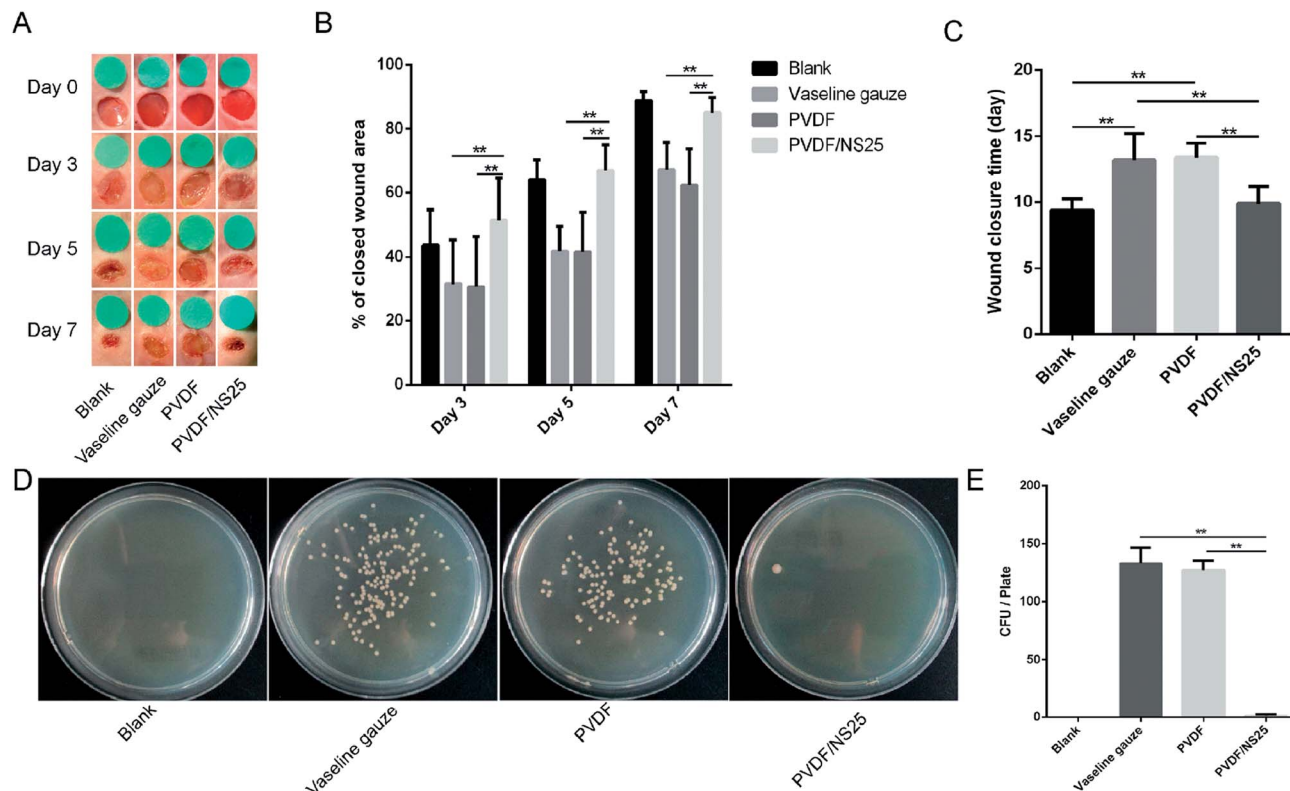 A
Day 0
Day 3
Day 5
Day 7
Blank
Vaseline gauze
PVDF
PVDF/NS25
B
% of closed wound area
100
80
60
40
20
0
**
**
**
**
**
**
Day 3
Day 5
Day 7
Blank
Vaseline gauze
PVDF
PVDF/NS25
C
Wound closure time (day)
20
15
10
5
0
**
**
**
**
Blank
Vaseline gauze
PVDF
PVDF/NS25
D
Blank
Vaseline gauze
PVDF
PVDF/NS25
E
CFU / Plate
200
150
100
50
0
**
**
Blank
Vaseline gauze
PVDF
PVDF/NS25